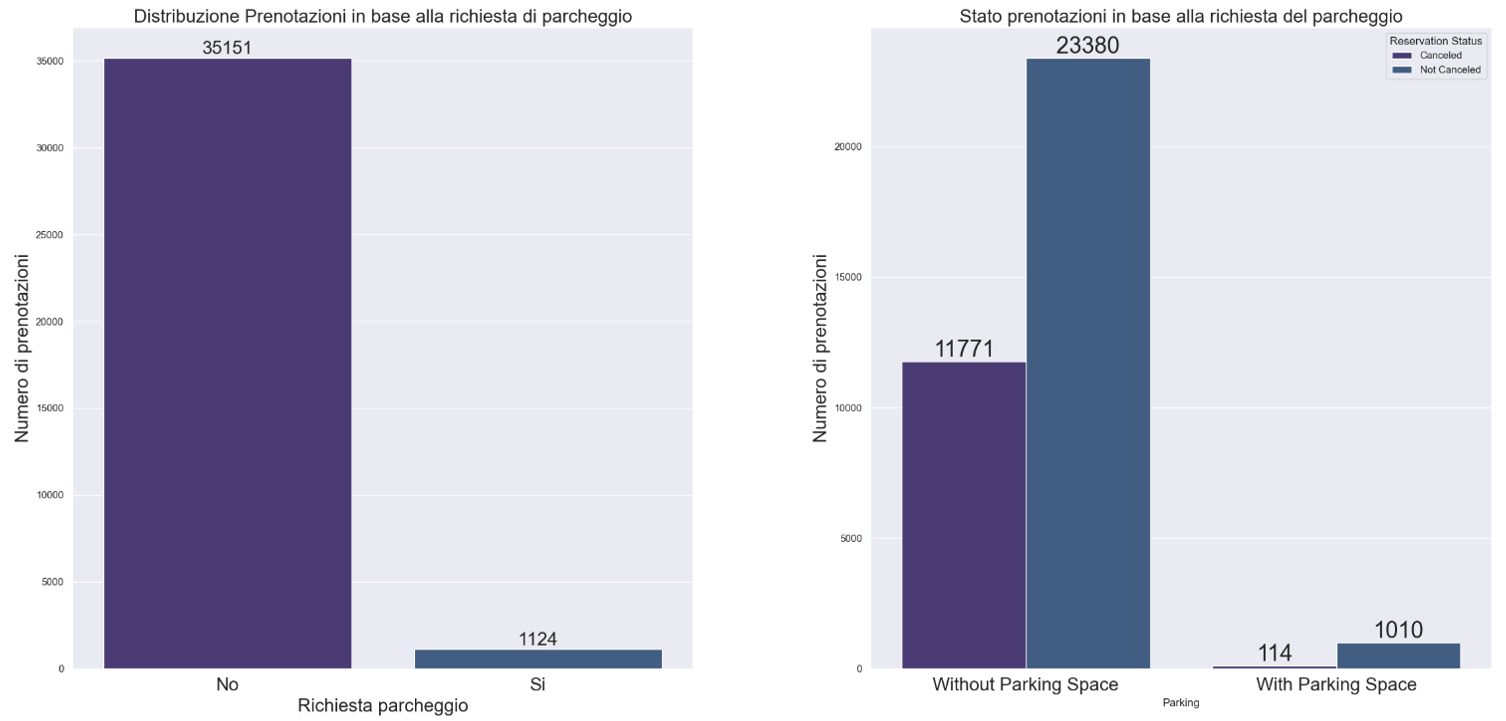 Distribuzione Prenotazioni in base alla richiesta di parcheggio
35151
35000
30000
25000
20000
15000
10000
5000
0
1124
Numero di prenotazioni
No
Si
Richiesta parcheggio
Stato prenotazioni in base alla richiesta del parcheggio
Reservation Status
Canceled
Not Canceled
23380
20000
15000
11771
10000
5000
0
114
1010
Numero di prenotazioni
Without Parking Space
With Parking Space
Parking